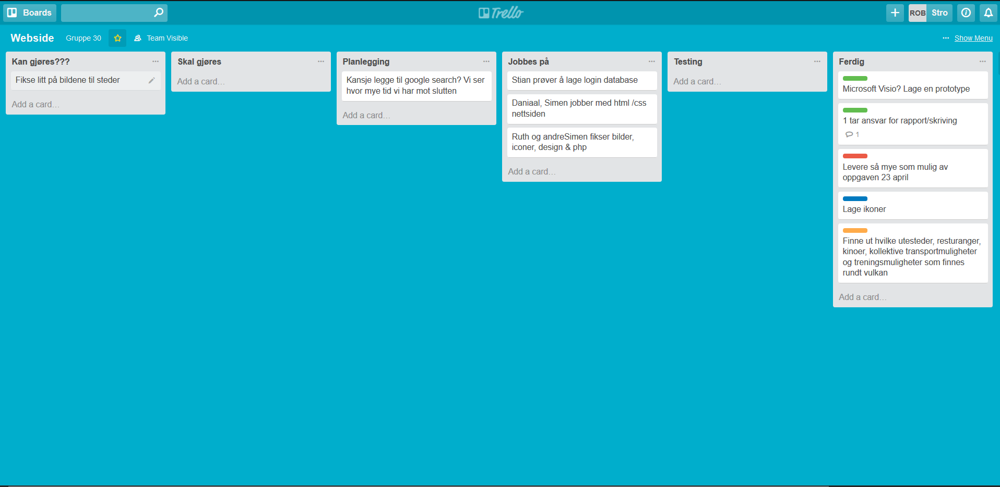 Boards
Trello
ROB Stro
Webside Gruppe 30 Team Visible
Show Menu
Kan gjøres???
Fikse litt på bildene til steder
Add a card…
Skal gjøres
Add a card…
Planlegging
Kansje legge til google search? Vi ser
hvor mye tid vi har mot slutten
Add a card…
Jobbes på
Stian prøver å lage login database
Daniaal, Simen jobber med html /css
nettsiden
Ruth og andreSimen fikser bilder,
iconer, design & php
Add a card…
Testing
Add a card…
Ferdig
Microsoft Visio? Lage en prototype
1 tar ansvar for rapport/skriving
1
Levere så mye som mulig av
oppgaven 23 april
Lage ikoner
Finne ut hvilke utesteder, resturanger,
kinoer, kollektive transportmuligheter
og treningsmuligheter som finnes
rundt vulkan
Add a card…